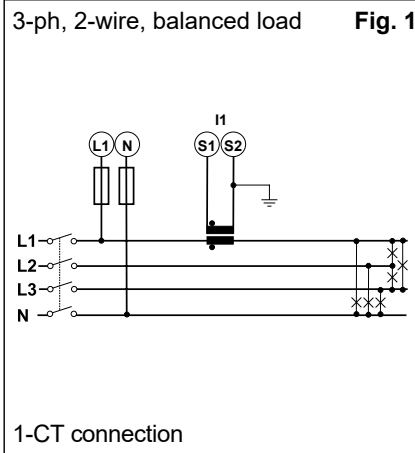 3-ph, 2-wire, balanced load Fig. 1
I1
L1 N S1 S2
L1
L2
L3
N
1-CT connection